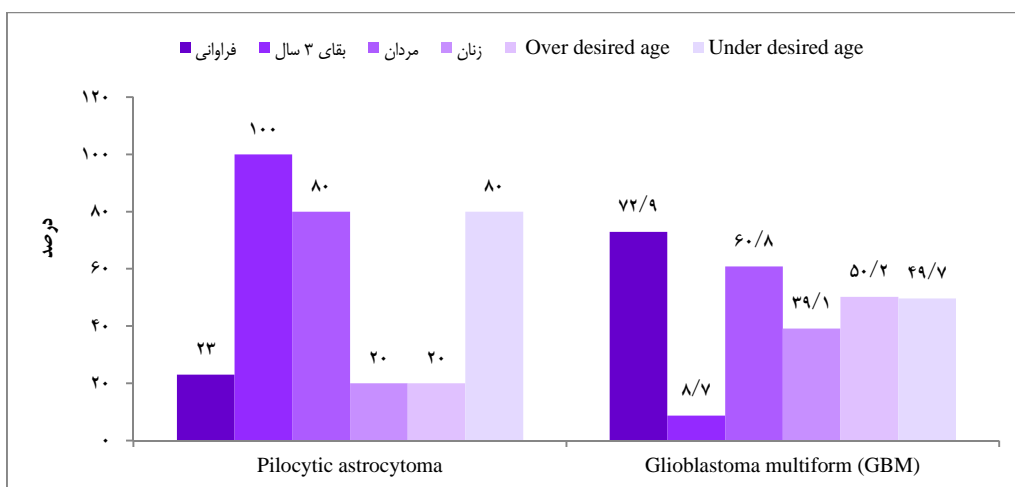 فراوانی بقای ۳ سال مردان زنان Over desired age Under desired age
درصد
۱۲۰
۱۰۰
۸۰
۶۰
۴۰
۲۰
۰
۲۳ ۱۰۰ ۸۰ ۲۰ ۲۰ ۸۰
۷۲/۹ ۸/۷ ۶۰/۸ ۳۹/۱ ۵۰/۲ ۴۹/۷
Pilocytic astrocytoma Glioblastoma multiform (GBM)